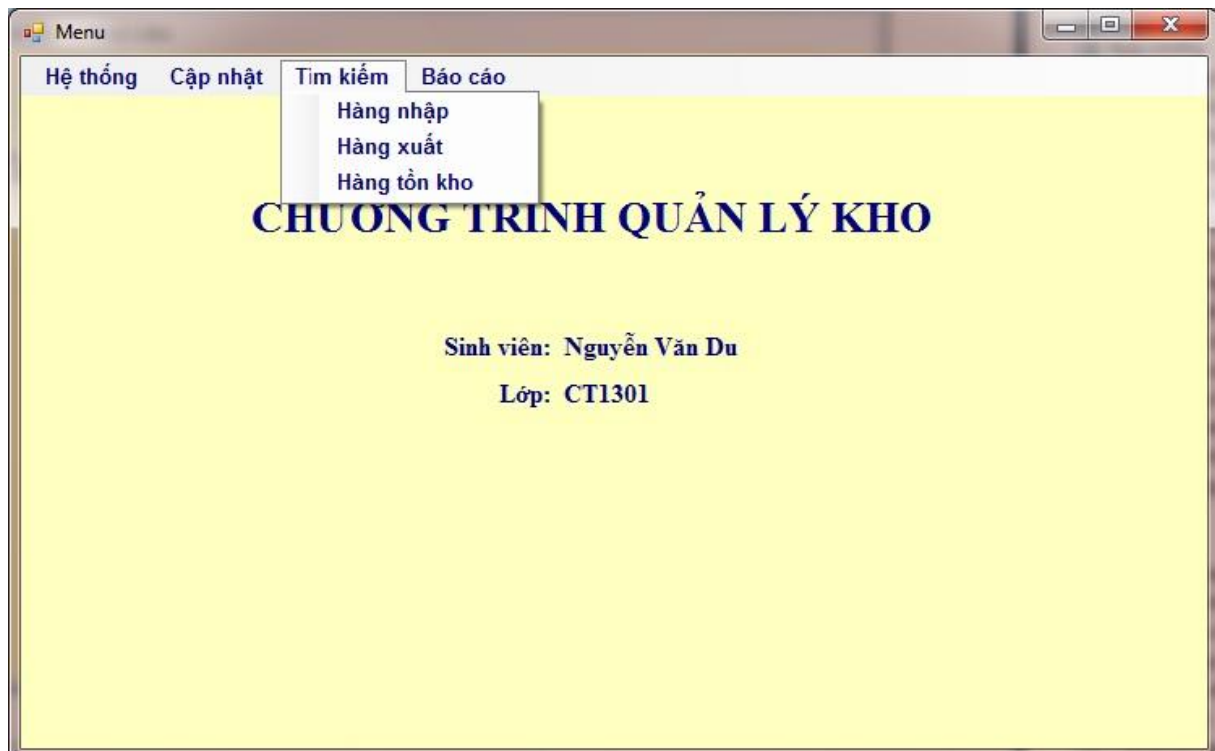 Menu
Hệ thống Cập nhật Tìm kiếm Báo cáo
Hàng nhập
Hàng xuất
Hàng tồn kho
CHƯƠNG TRÌNH QUẢN LÝ KHO
Sinh viên: Nguyễn Văn Du
Lớp: CT1301